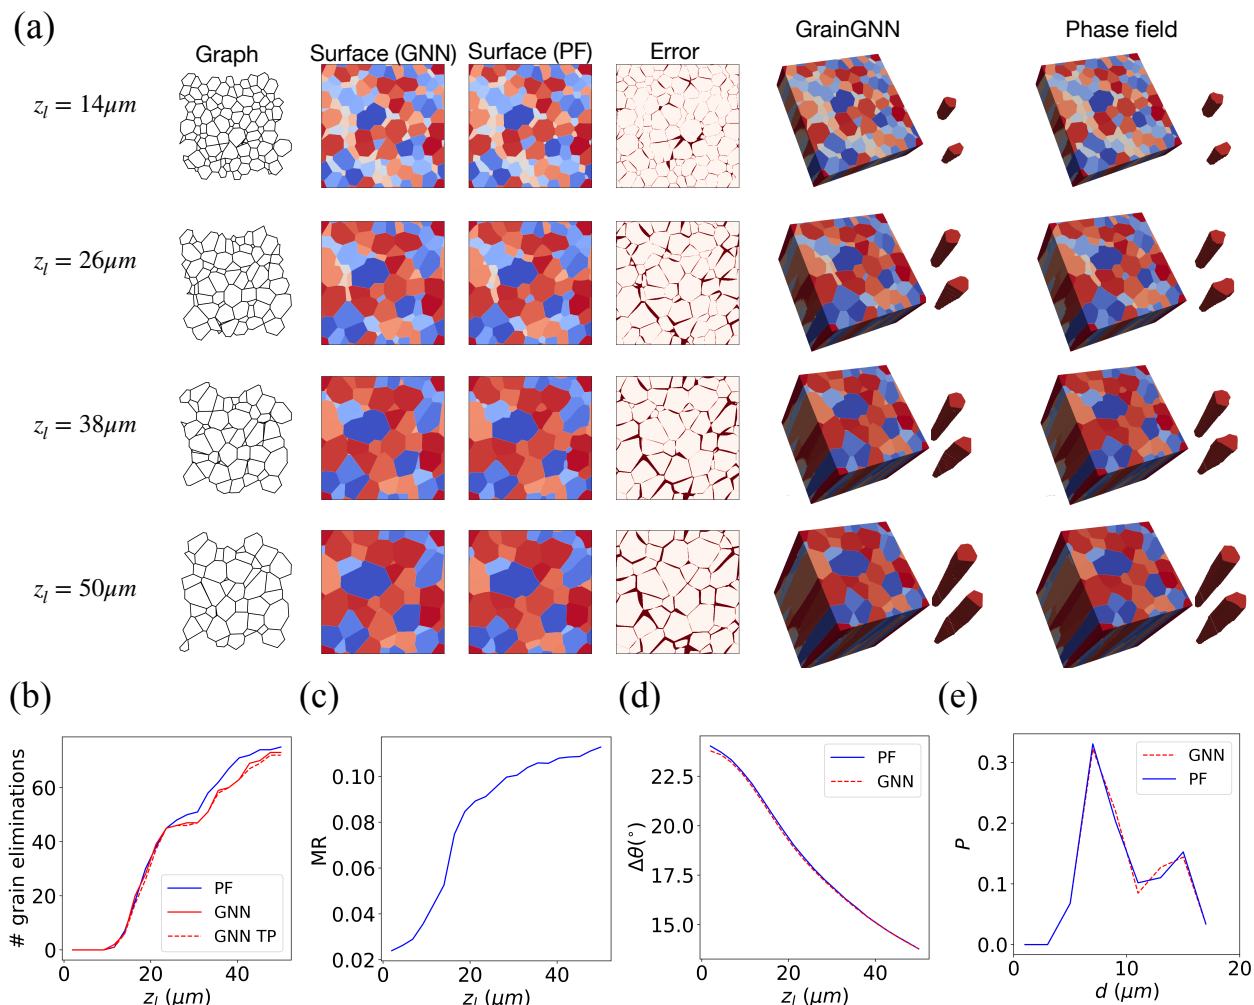 (a)
Graph Surface (GNN) Surface (PF) Error GrainGNN Phase field
z_l = 14μm
z_l = 26μm
z_l = 38μm
z_l = 50μm
(b)
# grain eliminations
60
40
20
0
PF
GNN
GNN TP
0 20 40
z_l (μm)
(c)
MR
0.10
0.08
0.06
0.04
0.02
0 20 40
z_l (μm)
(d)
Δθ(°)
22.5
20.0
17.5
15.0
PF
GNN
0 20 40
z_l (μm)
(e)
P
0.3
0.2
0.1
0.0
GNN
PF
0 10 20
d (μm)